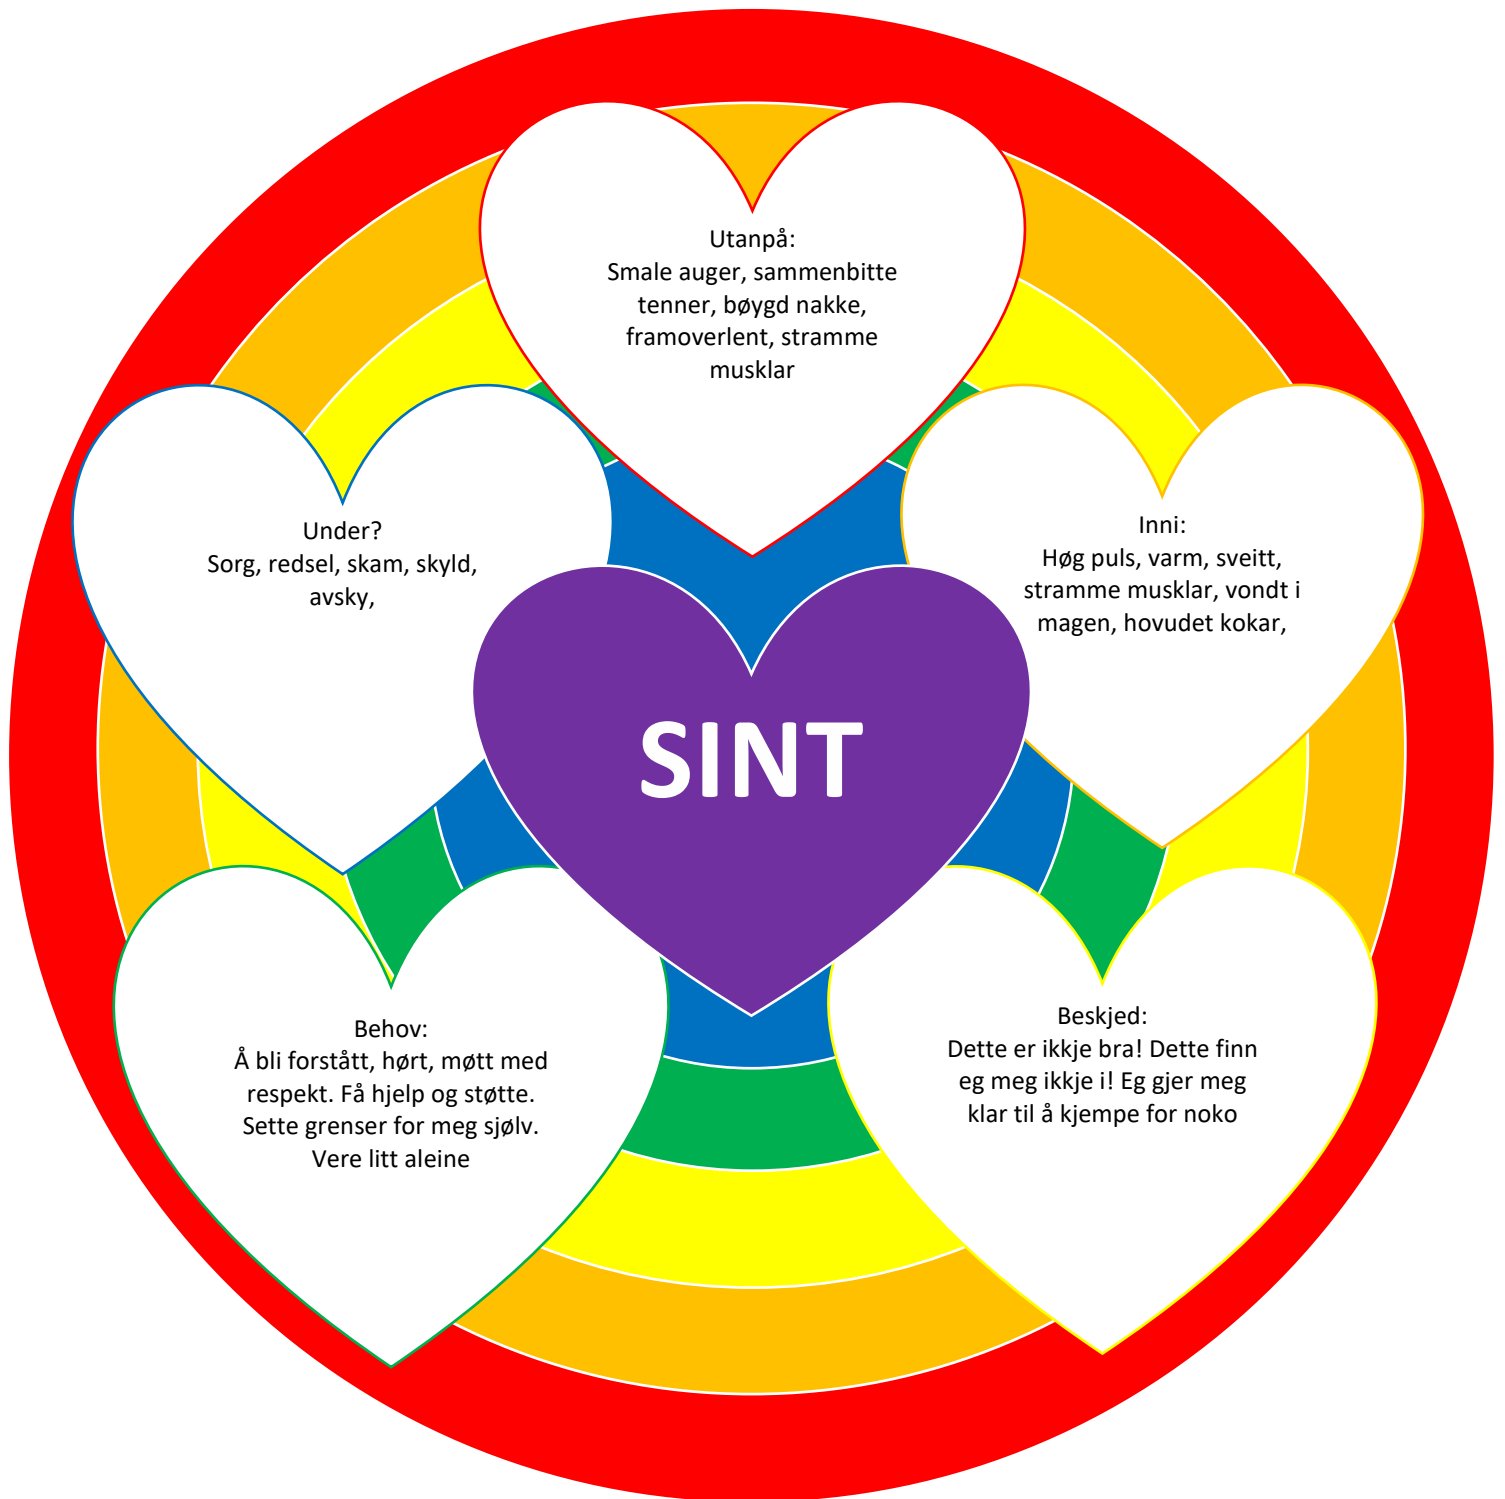 Utanpå:
Smale auger, sammenbitte
tenner, bøygd nakke,
framoverlent, stramme
musklar
Under?
Sorg, redsel, skam, skyld,
avsky,
Inni:
Høg puls, varm, sveitt,
stramme musklar, vondt i
magen, hovudet kokar,
SINT
Behov:
Å bli forstått, hørt, møtt med
respekt. Få hjelp og støtte.
Sette grenser for meg sjølv.
Vere litt aleine
Beskjed:
Dette er ikkje bra! Dette finn
eg meg ikkje i! Eg gjer meg
klar til å kjempe for noko